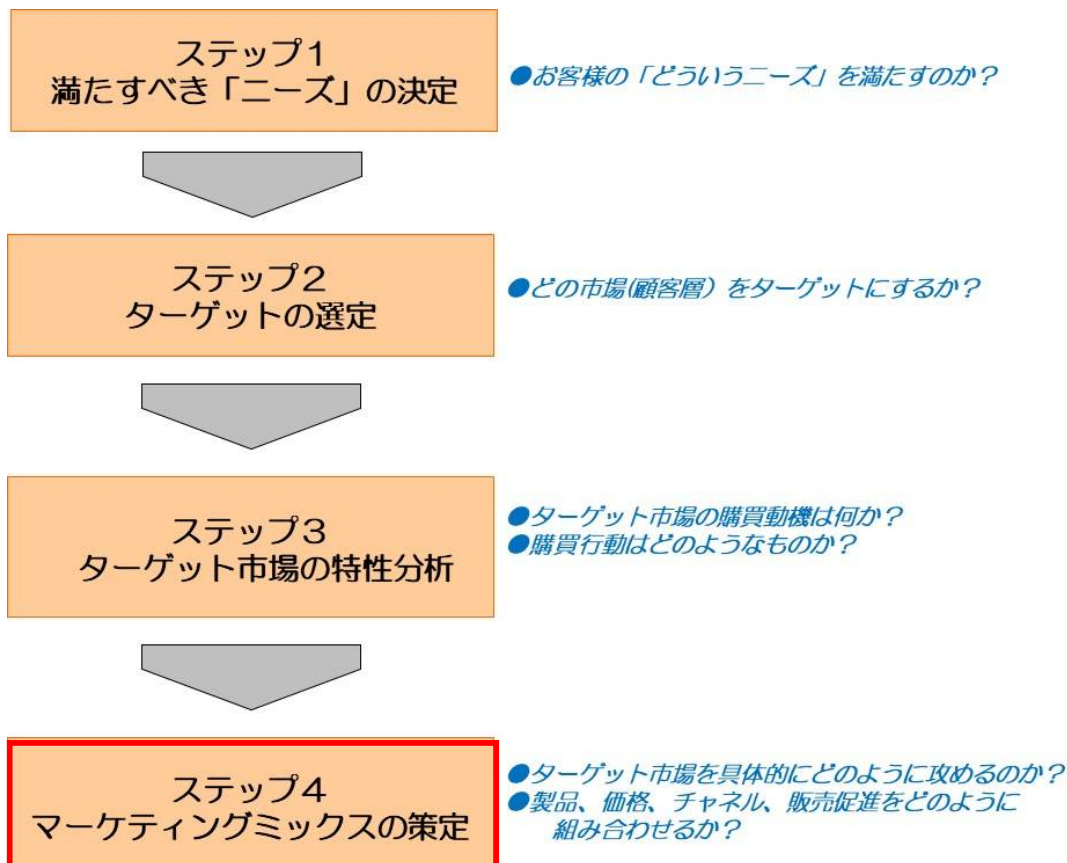 ステップ1
満たすべき「ニーズ」の決定
●お客様の「どういうニーズ」を満たすのか？
ステップ２
ターゲットの選定
●どの市場(顧客層）をターゲットにするか？
ステップ3
ターゲット市場の特性分析
●ターゲット市場の購買動機は何か？
●購買行動はどのようなものか？
ステップ4
マーケティングミックスの策定
●ターゲット市場を具体的にどのように攻めるのか？
●製品、価格、チャネル、販売促進をどのように
組み合わせるか？